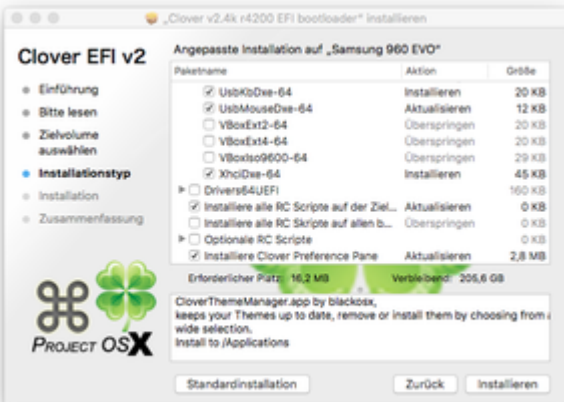 „Clover v2.4k r4200 EFI bootloader“ installieren
Clover EFI v2
Angepasste Installation auf „Samsung 960 EVO“
Einführung
Bitte lesen
Zielvolume
auswählen
Installationstyp
Installation
Zusammenfassung
Paketname Aktion Größe
UsbKbDxe-64 Installieren 20 KB
UsbMouseDxe-64 Aktualisieren 12 KB
VBoxExt2-64 Überspringen 20 KB
VBoxExt4-64 Überspringen 20 KB
VBoxIso9600-64 Überspringen 29 KB
XhciDxe-64 Installieren 45 KB
Drivers64UEFI 160 KB
Installiere alle RC Scripte auf der Ziel... Aktualisieren 0 KB
Installiere alle RC Skripte auf allen b... Überspringen 0 KB
Optionale RC Scripte 0 KB
Installiere Clover Preference Pane Aktualisieren 2,8 MB
Erforderlicher Platz: 16,2 MB Verbleibend: 205,6 GB
CloverThemeManager.app by blackosx,
keeps your Themes up to date, remove or install them by choosing from a
wide selection.
Install to /Applications
PROJECT OSX
Standardinstallation Zurück Installieren